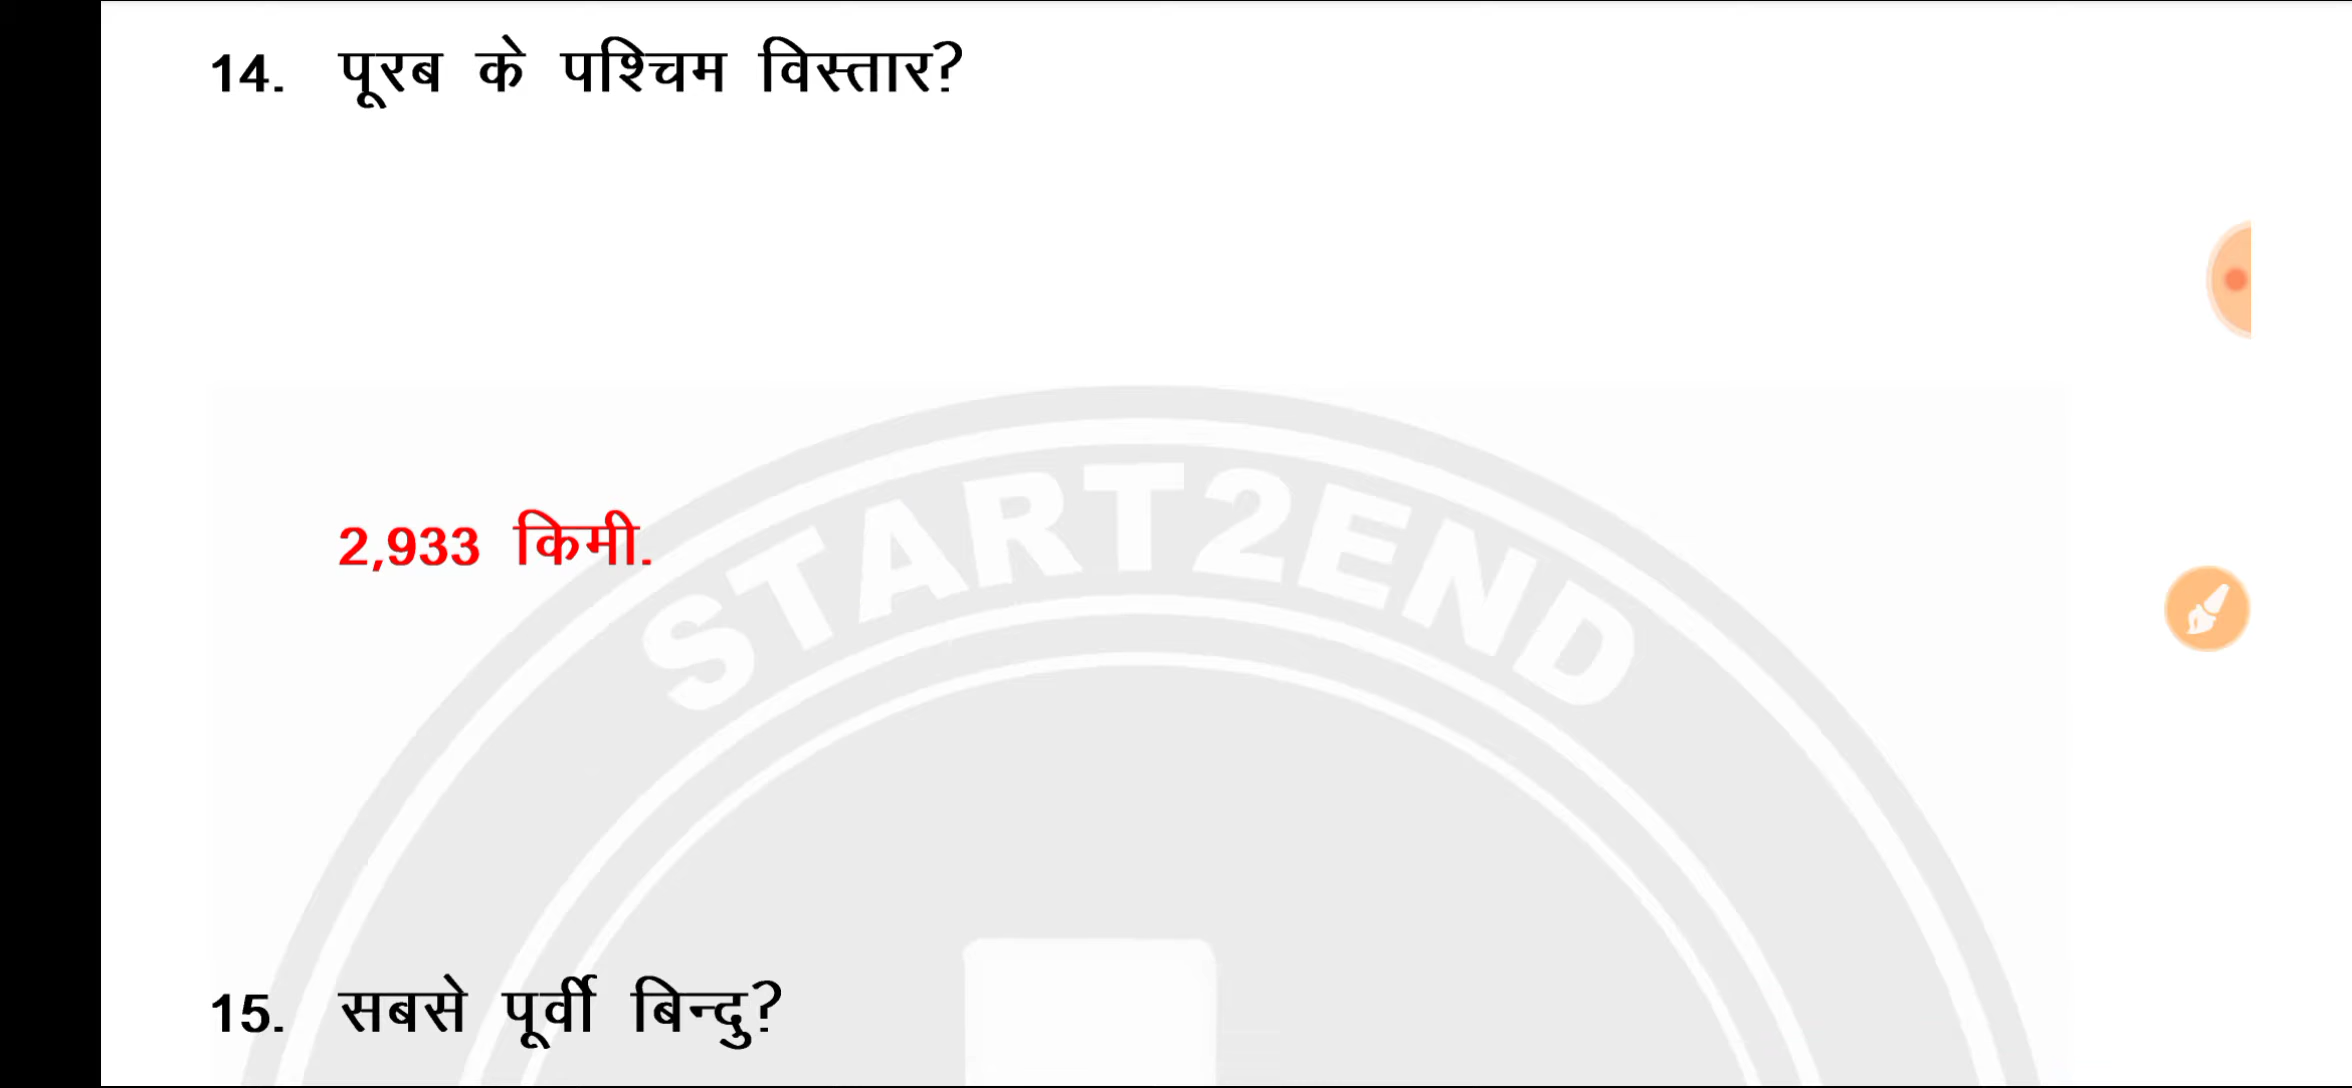 14. पूरब के पश्चिम विस्तार?
START2END
2,933 किमी.
15. सबसे पूर्वी बिन्दु?